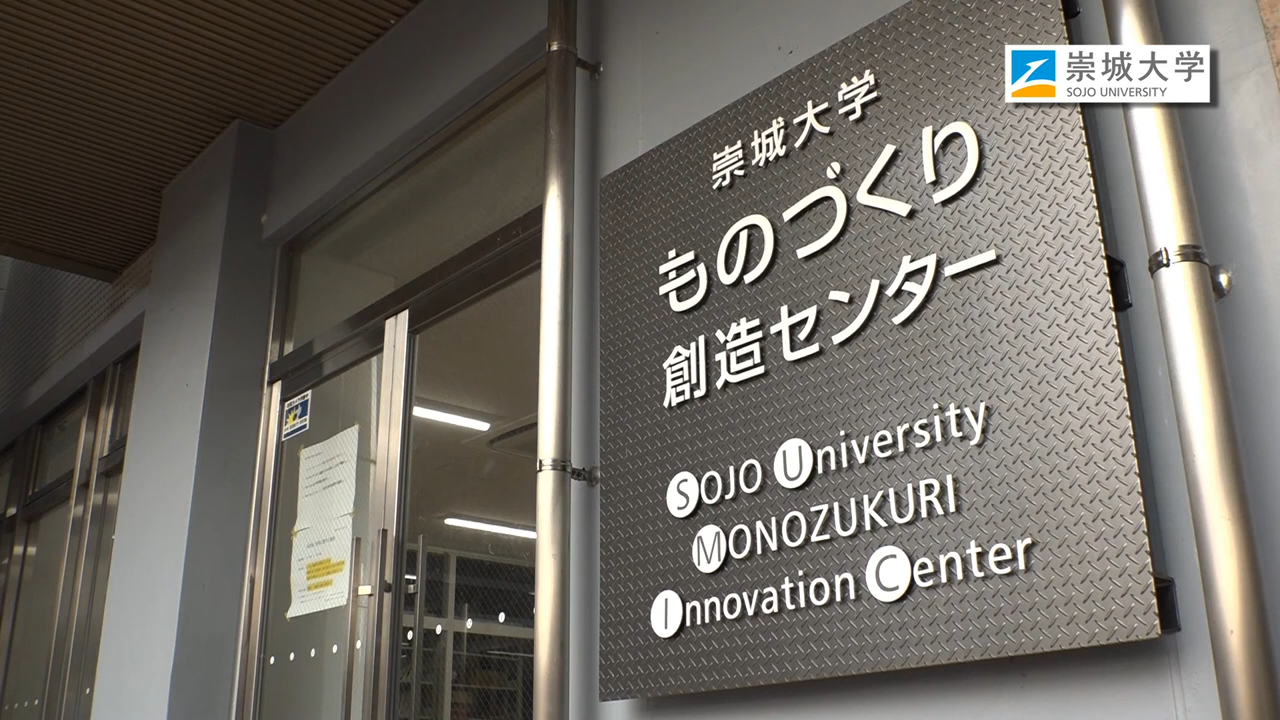 崇城大学
SOJO UNIVERSITY
崇城大学
ものづくり
創造センター
SOJO University
MONOZUKURI
Innovation Center